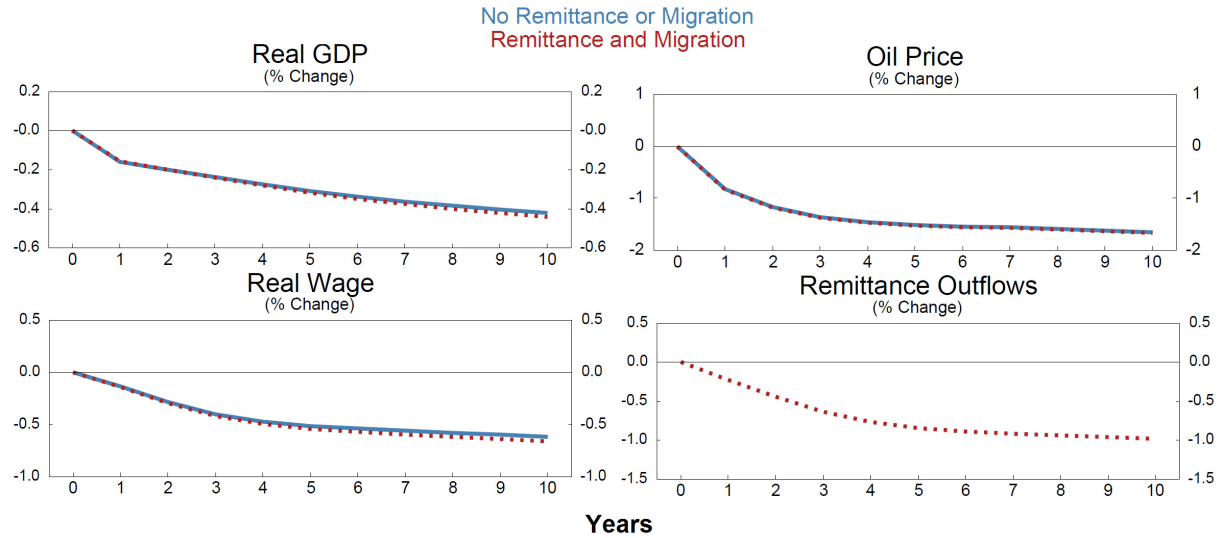 No Remittance or Migration
Remittance and Migration
Real GDP
(% Change)
0.2 0.2
-0.0 -0.0
-0.2 -0.2
-0.4 -0.4
-0.6 -0.6
0 1 2 3 4 5 6 7 8 9 10
Oil Price
(% Change)
1 1
0 0
-1 -1
-2 -2
0 1 2 3 4 5 6 7 8 9 10
Real Wage
(% Change)
0.5 0.5
0.0 0.0
-0.5 -0.5
-1.0 -1.0
0 1 2 3 4 5 6 7 8 9 10
Remittance Outflows
(% Change)
0.5 0.5
0.0 0.0
-0.5 -0.5
-1.0 -1.0
-1.5 -1.5
0 1 2 3 4 5 6 7 8 9 10
Years